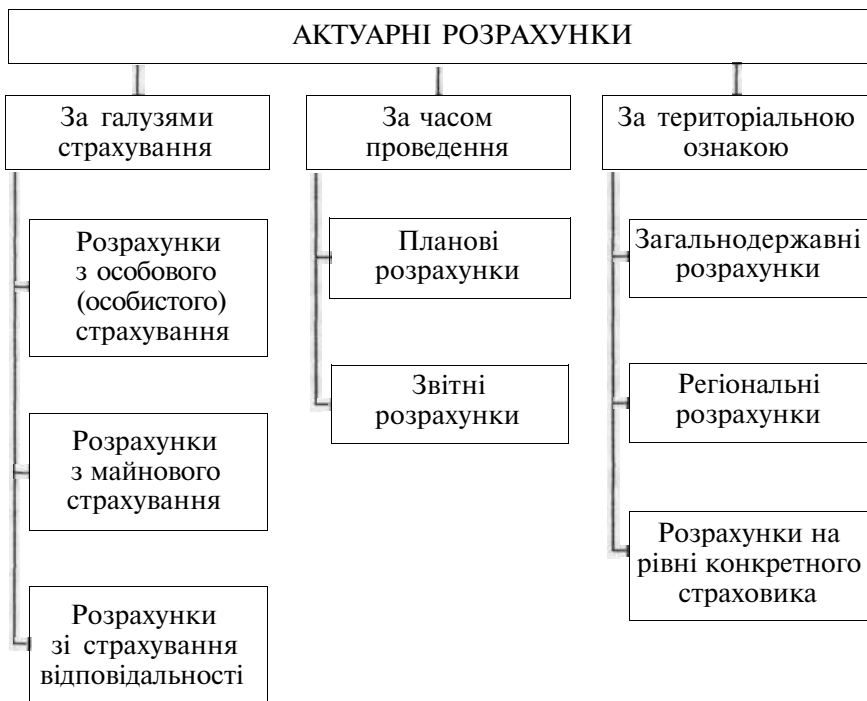 АКТУАРНІ РОЗРАХУНКИ
За галузями
страхування
Розрахунки
з особового
(особистого)
страхування
Розрахунки
з майнового
страхування
Розрахунки
зі страхування
відповідальності
За часом
проведення
Планові
розрахунки
Звітні
розрахунки
За територіальною
ознакою
Загальнодержавні
розрахунки
Регіональні
розрахунки
Розрахунки на
рівні конкретного
страховика